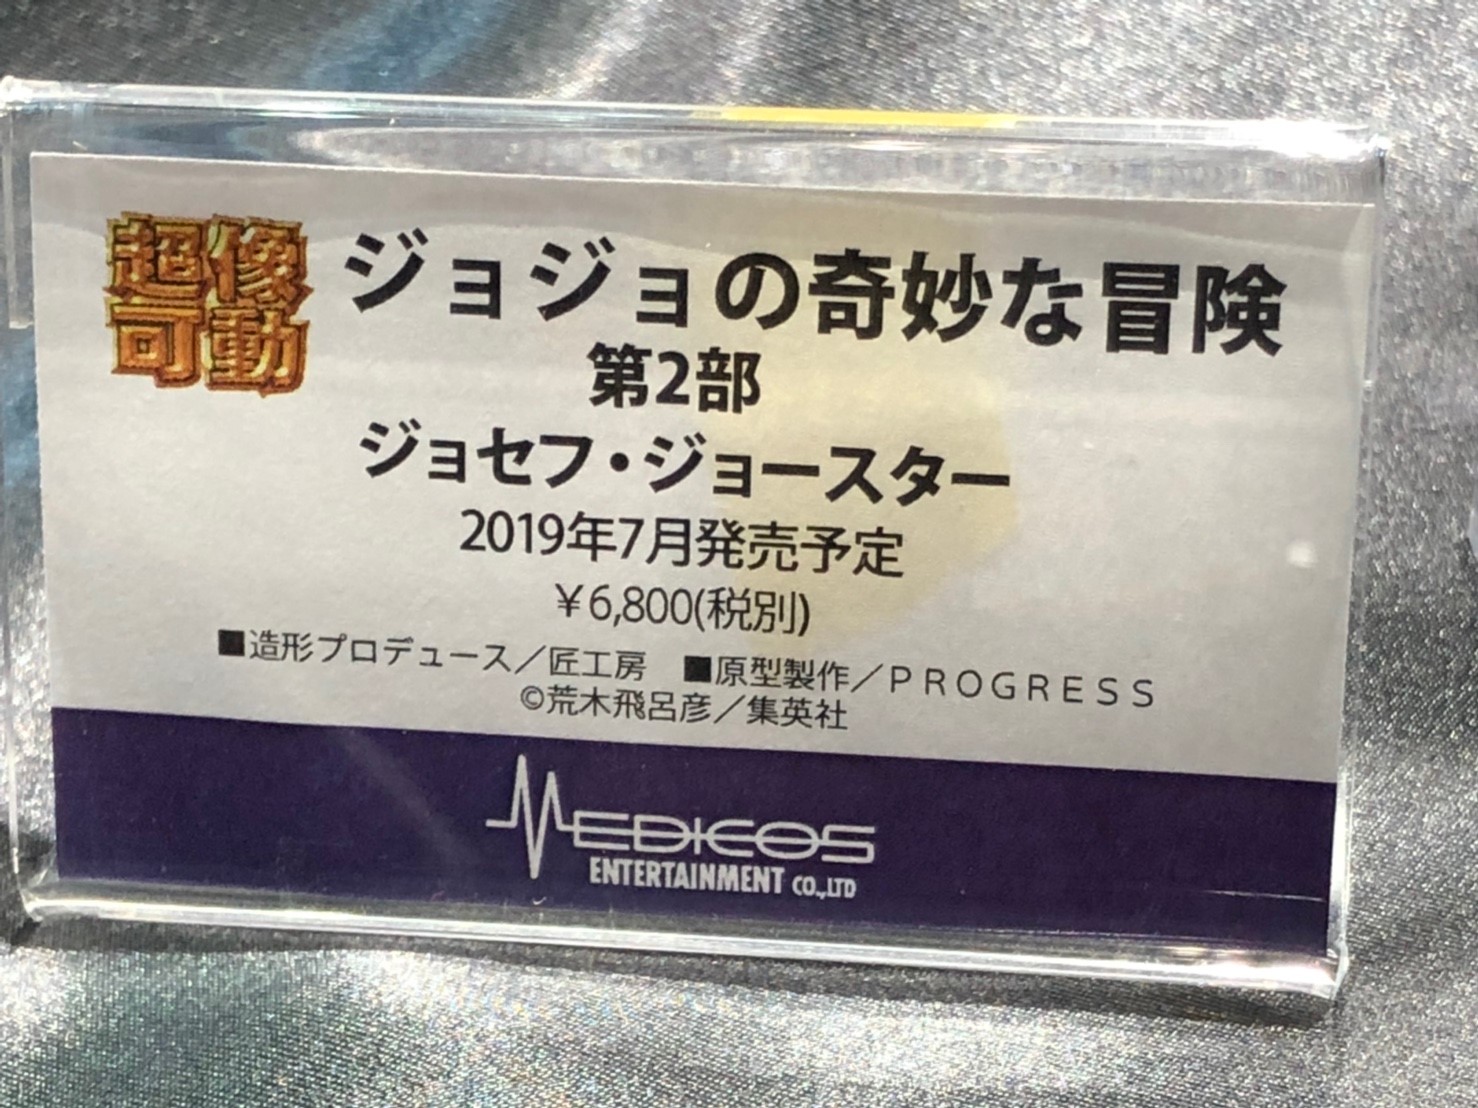 超像
可動
ジョジョの奇妙な冒険
第2部
ジョセフ・ジョースター
2019年7月発売予定
￥6,800(税別)
■造形プロデュース／匠工房　■原型製作／ＰＲＯＧＲＥＳＳ
©荒木飛呂彦／集英社
MEDICOS
ENTERTAINMENT CO.,LTD